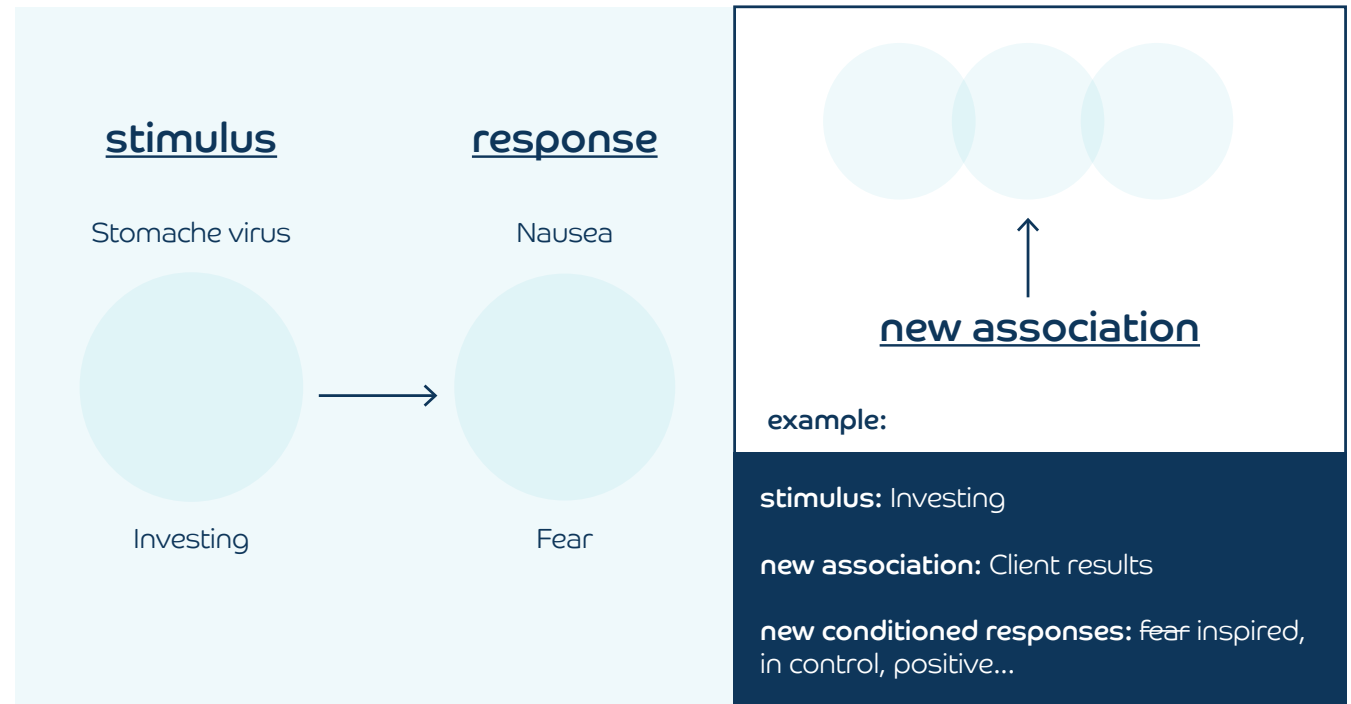 stimulus
response
Stomache virus
Nausea
Investing
Fear
new association
example:
stimulus: Investing
new association: Client results
new conditioned responses: fear inspired,
in control, positive...